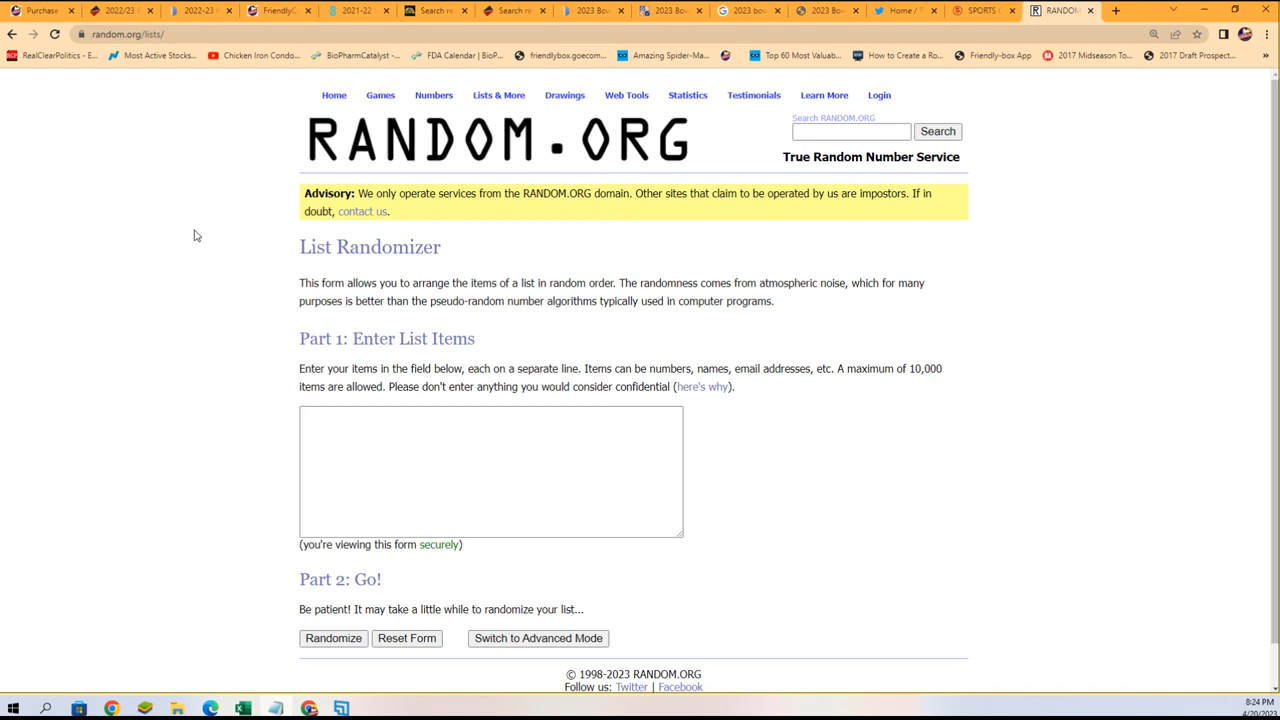 Purchase
2022/23 F
2022-23 F
FriendlyC
2021-22
Search re
Search re
2023 Bow
2023 Bow
2023 bow
2023 Bow
Home / T
SPORTS C
RANDOM
random.org/lists/
RealClearPolitics - E...
Most Active Stocks...
Chicken Iron Condo...
BioPharmCatalyst -...
FDA Calendar | BioP...
friendlybox.goecom...
Amazing Spider-Ma...
Top 60 Most Valuab...
How to Create a Ro...
Friendly-box App
2017 Midseason To...
2017 Draft Prospect...
»
Home
Games
Numbers
Lists & More
Drawings
Web Tools
Statistics
Testimonials
Learn More
Login
RANDOM.ORG
Search RANDOM.ORG
Search
True Random Number Service
Advisory: We only operate services from the RANDOM.ORG domain. Other sites that claim to be operated by us are impostors. If in
doubt, contact us.
List Randomizer
This form allows you to arrange the items of a list in random order. The randomness comes from atmospheric noise, which for many
purposes is better than the pseudo-random number algorithms typically used in computer programs.
Part 1: Enter List Items
Enter your items in the field below, each on a separate line. Items can be numbers, names, email addresses, etc. A maximum of 10,000
items are allowed. Please don't enter anything you would consider confidential (here's why).
(you're viewing this form securely)
Part 2: Go!
Be patient! It may take a little while to randomize your list...
Randomize
Reset Form
Switch to Advanced Mode
© 1998-2023 RANDOM.ORG
Follow us: Twitter | Facebook
8:24 PM
4/20/2023